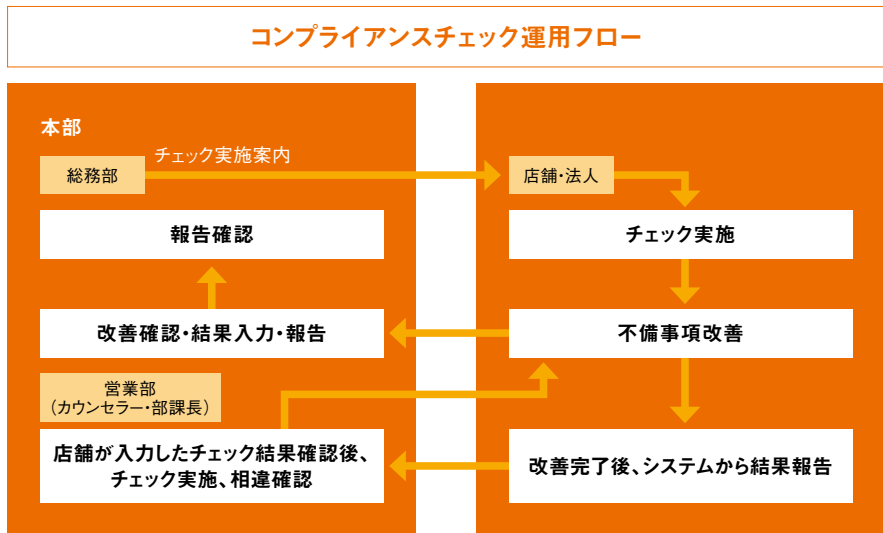 コンプライアンスチェック運用フロー
本部
チェック実施案内
総務部
店舗・法人
報告確認
チェック実施
改善確認・結果入力・報告
不備事項改善
営業部
（カウンセラー・部課長）
店舗が入力したチェック結果確認後、
チェック実施、相違確認
改善完了後、システムから結果報告